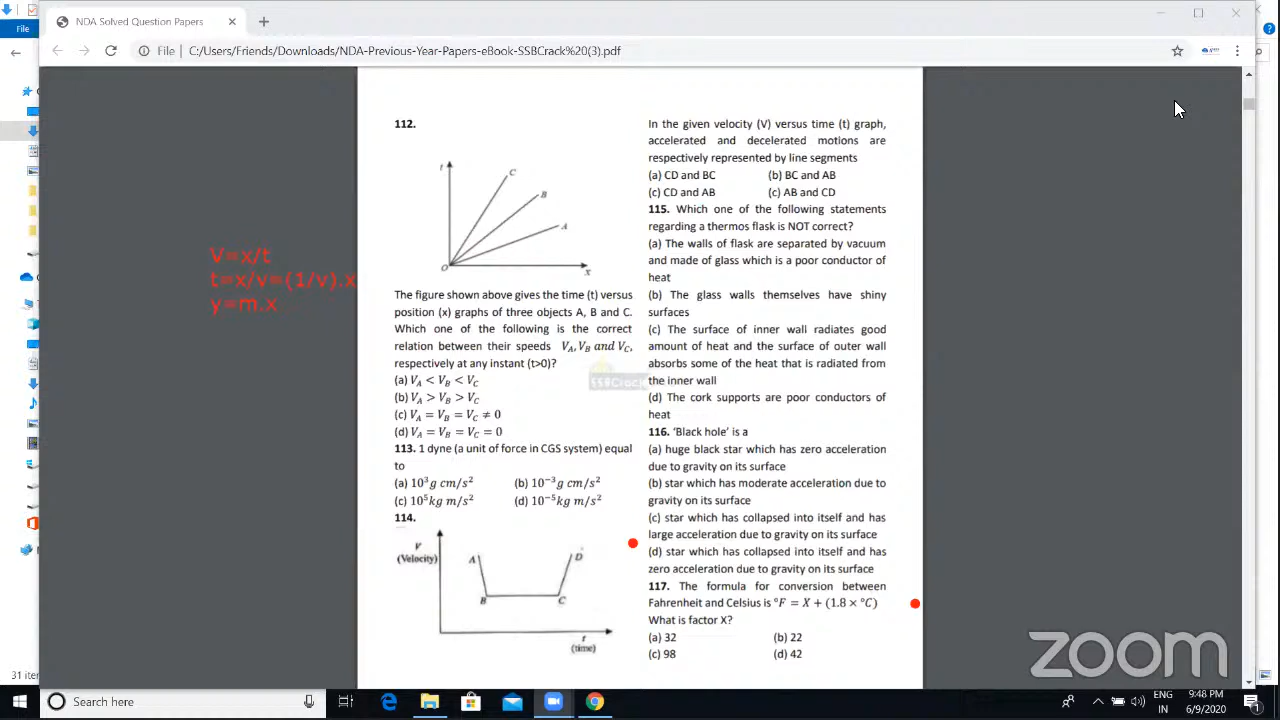 NDA Solved Question Papers
File | C:/Users/Friends/Downloads/NDA-Previous-Year-Papers-eBook-SSBCrack%20(3).pdf
File
V=x/t
t=x/v=(1/v).x
y=m.x
112.
t
C
B
A
O
x
The figure shown above gives the time (t) versus
position (x) graphs of three objects A, B and C.
Which one of the following is the correct
relation between their speeds V_A, V_B and V_C,
respectively at any instant (t>0)?
(a) V_A < V_B < V_C
(b) V_A > V_B > V_C
(c) V_A = V_B = V_C ≠ 0
(d) V_A = V_B = V_C = 0
113. 1 dyne (a unit of force in CGS system) equal
to
(a) 10³g cm/s² (b) 10⁻³g cm/s²
(c) 10⁵kg m/s² (d) 10⁻⁵kg m/s²
114.
V
(Velocity)
A
D
B
C
t
(time)
In the given velocity (V) versus time (t) graph,
accelerated and decelerated motions are
respectively represented by line segments
(a) CD and BC (b) BC and AB
(c) CD and AB (c) AB and CD
115. Which one of the following statements
regarding a thermos flask is NOT correct?
(a) The walls of flask are separated by vacuum
and made of glass which is a poor conductor of
heat
(b) The glass walls themselves have shiny
surfaces
(c) The surface of inner wall radiates good
amount of heat and the surface of outer wall
absorbs some of the heat that is radiated from
the inner wall
(d) The cork supports are poor conductors of
heat
116. 'Black hole' is a
(a) huge black star which has zero acceleration
due to gravity on its surface
(b) star which has moderate acceleration due to
gravity on its surface
(c) star which has collapsed into itself and has
large acceleration due to gravity on its surface
(d) star which has collapsed into itself and has
zero acceleration due to gravity on its surface
117. The formula for conversion between
Fahrenheit and Celsius is °F = X + (1.8 × °C)
What is factor X?
(a) 32 (b) 22
(c) 98 (d) 42
zoom
31 iter
Search here
ENG
IN
9:48 PM
6/9/2020